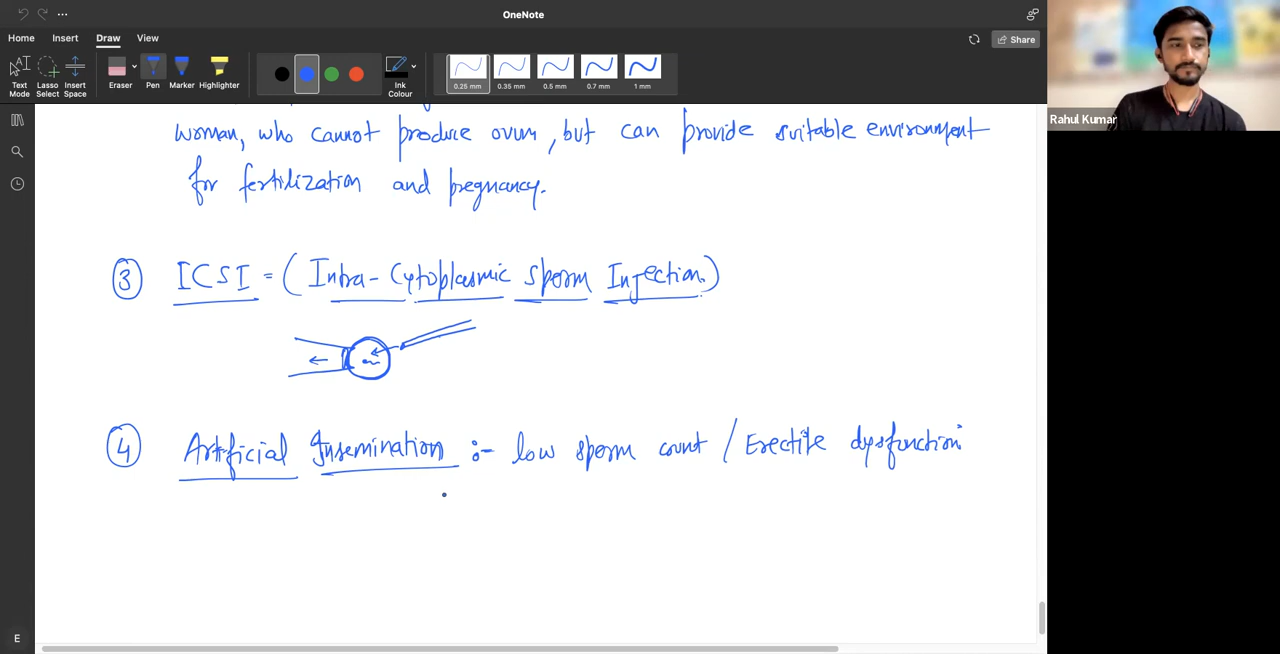 OneNote
Home Insert Draw View
Share
Text Mode
Lasso Select
Insert Space
Eraser
Pen
Marker
Highlighter
Ink Colour
0.25 mm
0.35 mm
0.5 mm
0.7 mm
1 mm
Rahul Kumar
woman, who cannot produce ovum, but can provide suitable environment
for fertilization and pregnancy.
③ ICSI = (Intra-Cytoplasmic Sperm Injection.)
④ Artificial Insemination :- low sperm count / Erectile dysfunction
E